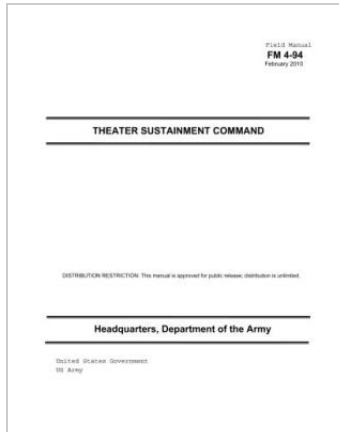 Field Manual
FM 4-94
February 2010
THEATER SUSTAINMENT COMMAND
DISTRIBUTION RESTRICTION: This manual is approved for public release; distribution is unlimited.
Headquarters, Department of the Army
United States Government
US Army